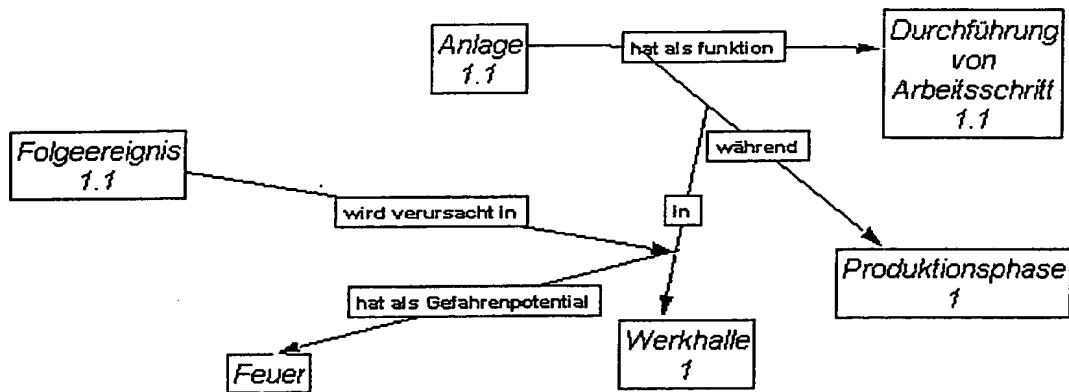 Anlage
1.1
hat als funktion
Durchführung
von
Arbeitsschritt
1.1
Folgeereignis
1.1
während
wird verursacht in
in
Produktionsphase
1
hat als Gefahrenpotential
Werkhalle
1
Feuer